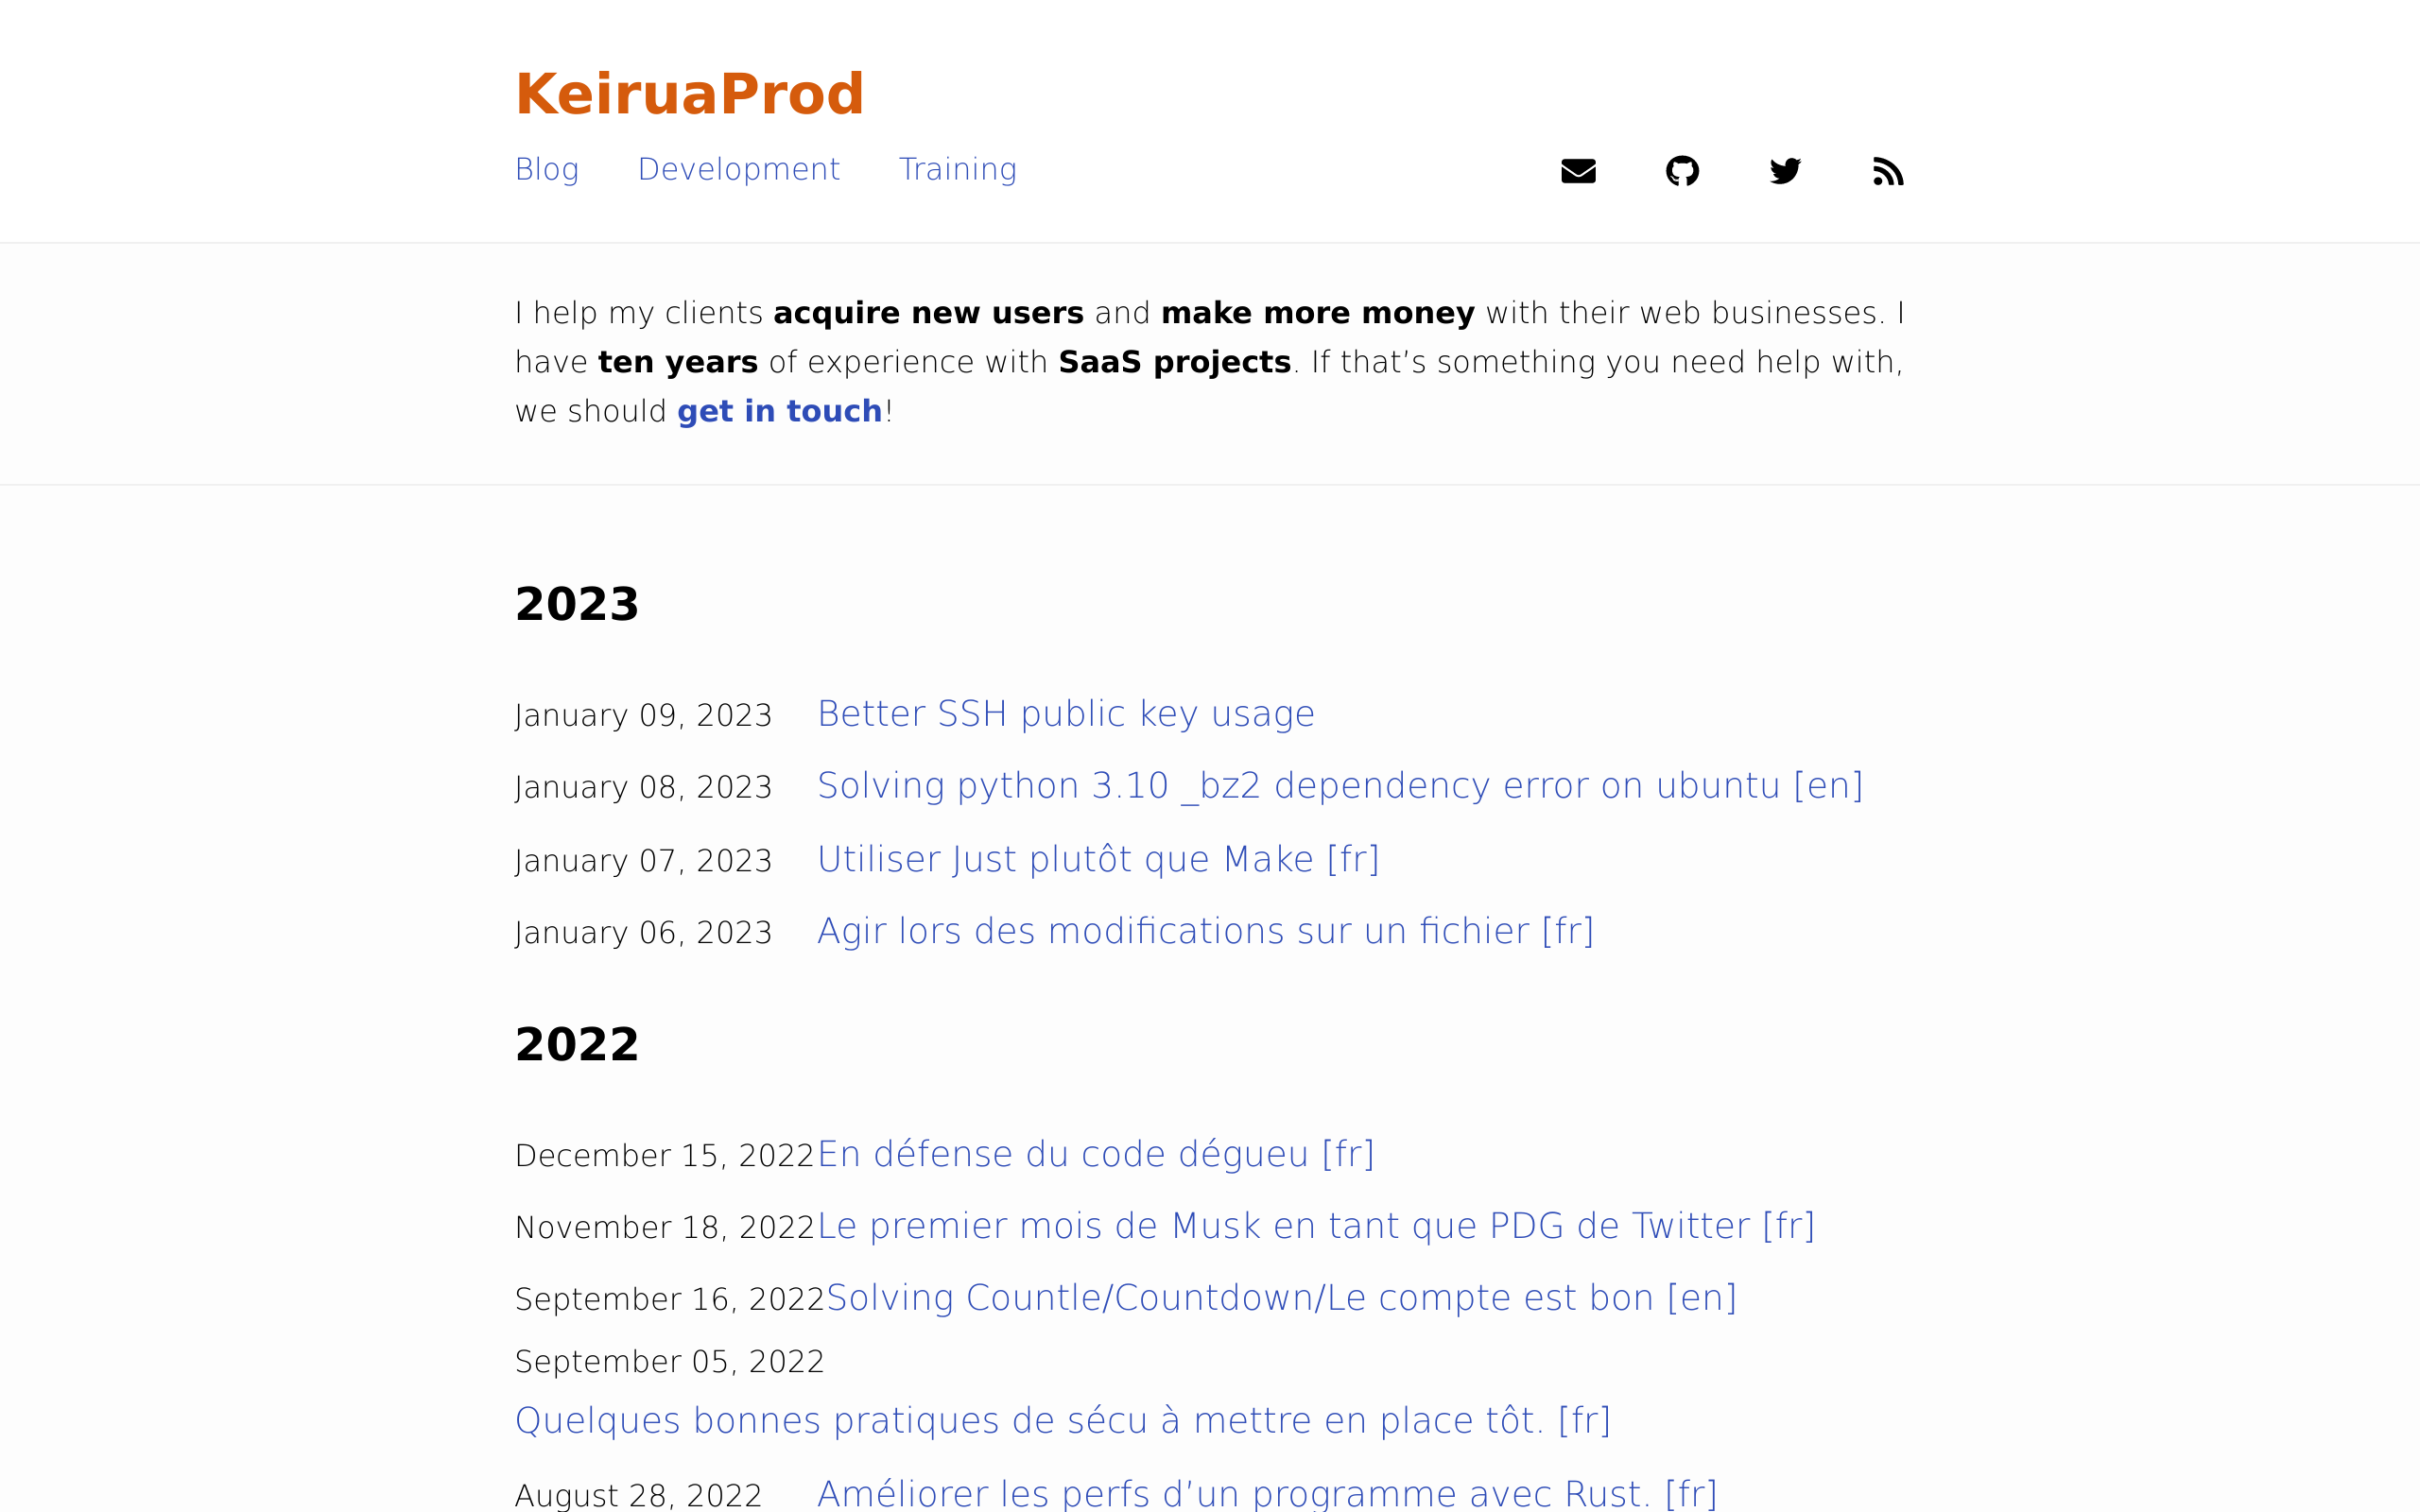 KeiruaProd
Blog Development Training
I help my clients acquire new users and make more money with their web businesses. I
have ten years of experience with SaaS projects. If that’s something you need help with,
we should get in touch!
2023
January 09, 2023 Better SSH public key usage
January 08, 2023 Solving python 3.10 _bz2 dependency error on ubuntu [en]
January 07, 2023 Utiliser Just plutôt que Make [fr]
January 06, 2023 Agir lors des modifications sur un fichier [fr]
2022
December 15, 2022 En défense du code dégueu [fr]
November 18, 2022 Le premier mois de Musk en tant que PDG de Twitter [fr]
September 16, 2022 Solving Countle/Countdown/Le compte est bon [en]
September 05, 2022
Quelques bonnes pratiques de sécu à mettre en place tôt. [fr]
August 28, 2022 Améliorer les perfs d’un programme avec Rust. [fr]